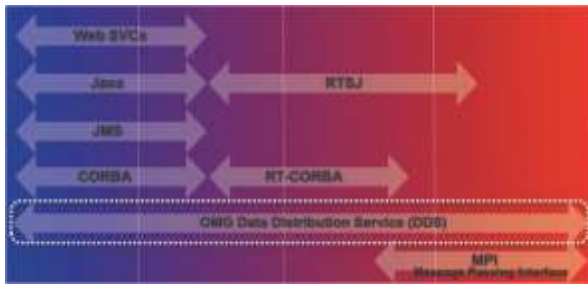 Web SVCs
Java RTSJ
JMS
CORBA RT-CORBA
OMG Data Distribution Service (DDS)
MPI
Message Passing Interface